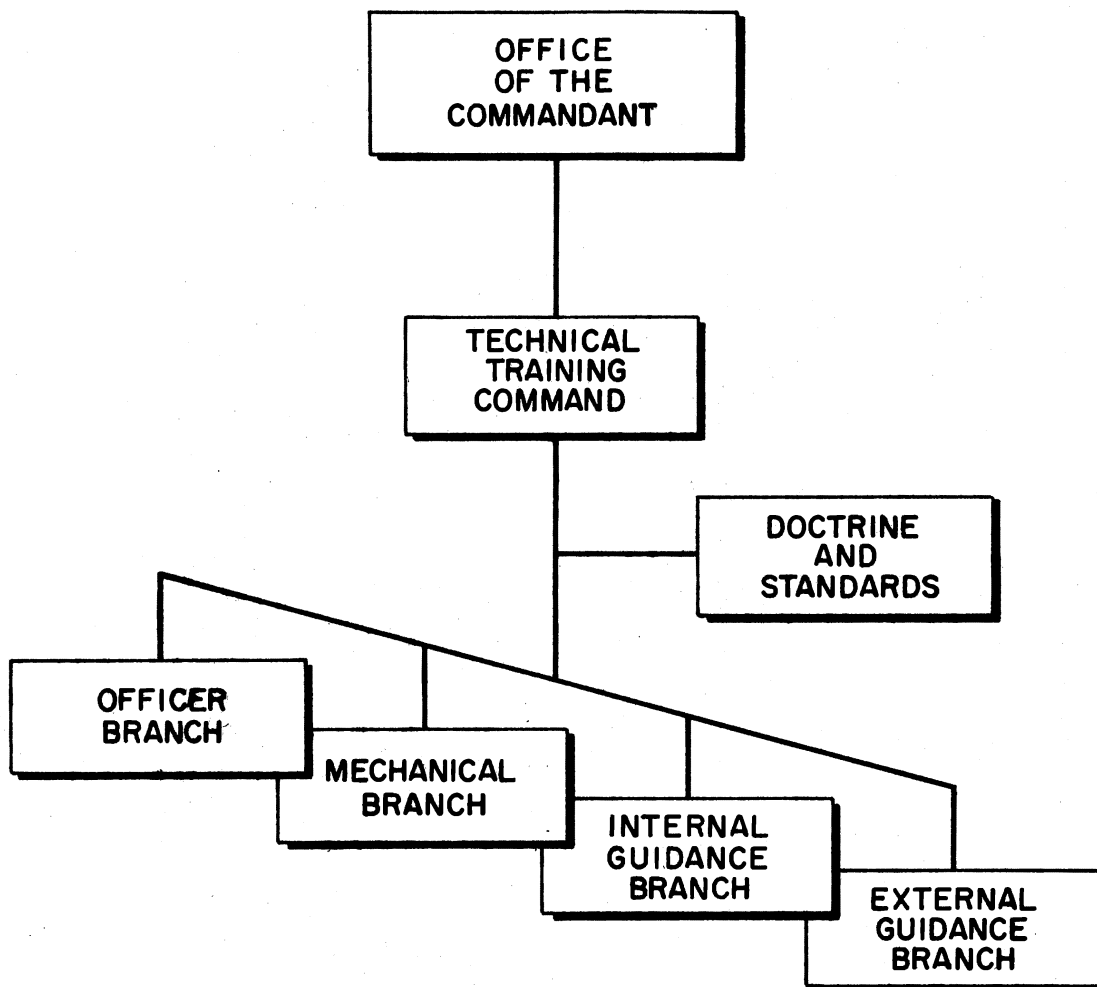 OFFICE
OF THE
COMMANDANT
TECHNICAL
TRAINING
COMMAND
DOCTRINE
AND
STANDARDS
OFFICER
BRANCH
MECHANICAL
BRANCH
INTERNAL
GUIDANCE
BRANCH
EXTERNAL
GUIDANCE
BRANCH